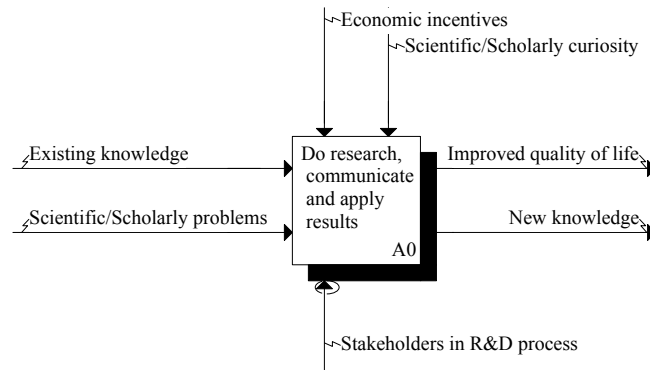 Economic incentives
Scientific/Scholarly curiosity
Existing knowledge
Scientific/Scholarly problems
Do research,
communicate
and apply
results
A0
Improved quality of life
New knowledge
Stakeholders in R&D process